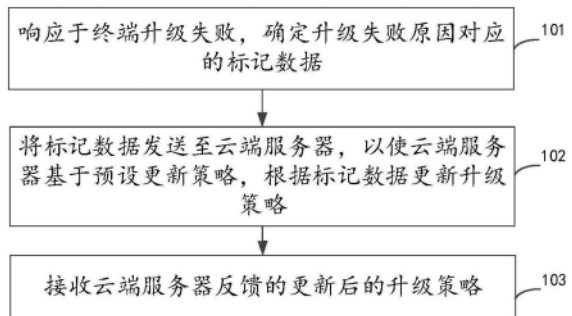 响应于终端升级失败，确定升级失败原因对应
的标记数据
101
将标记数据发送至云端服务器，以使云端服务
器基于预设更新策略，根据标记数据更新升级
策略
102
接收云端服务器反馈的更新后的升级策略
103